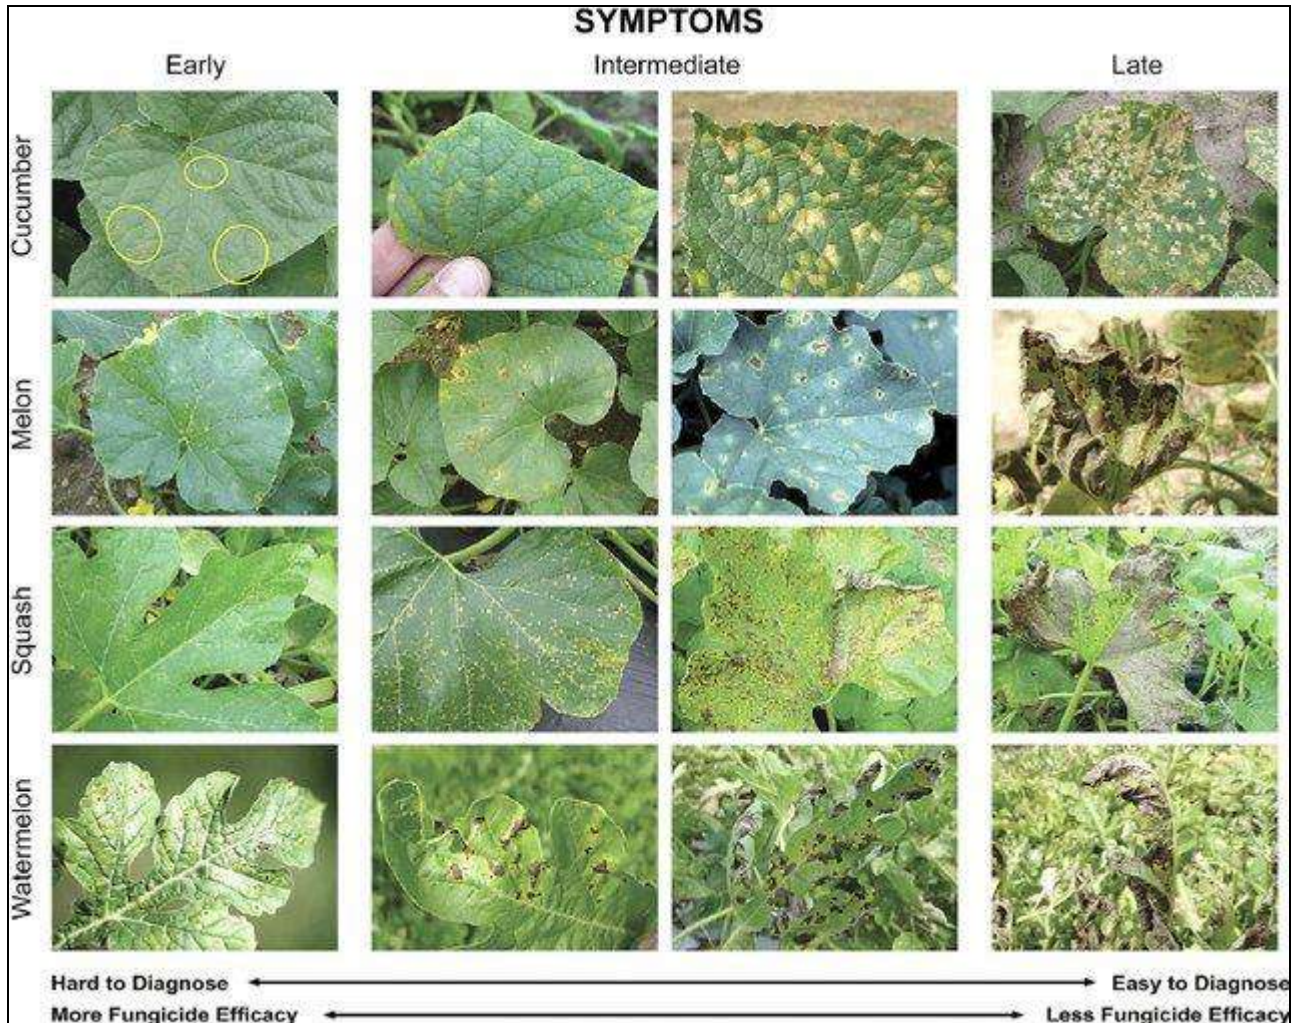 SYMPTOMS
Early Intermediate Late
Cucumber
Melon
Squash
Watermelon
Hard to Diagnose Easy to Diagnose
More Fungicide Efficacy Less Fungicide Efficacy